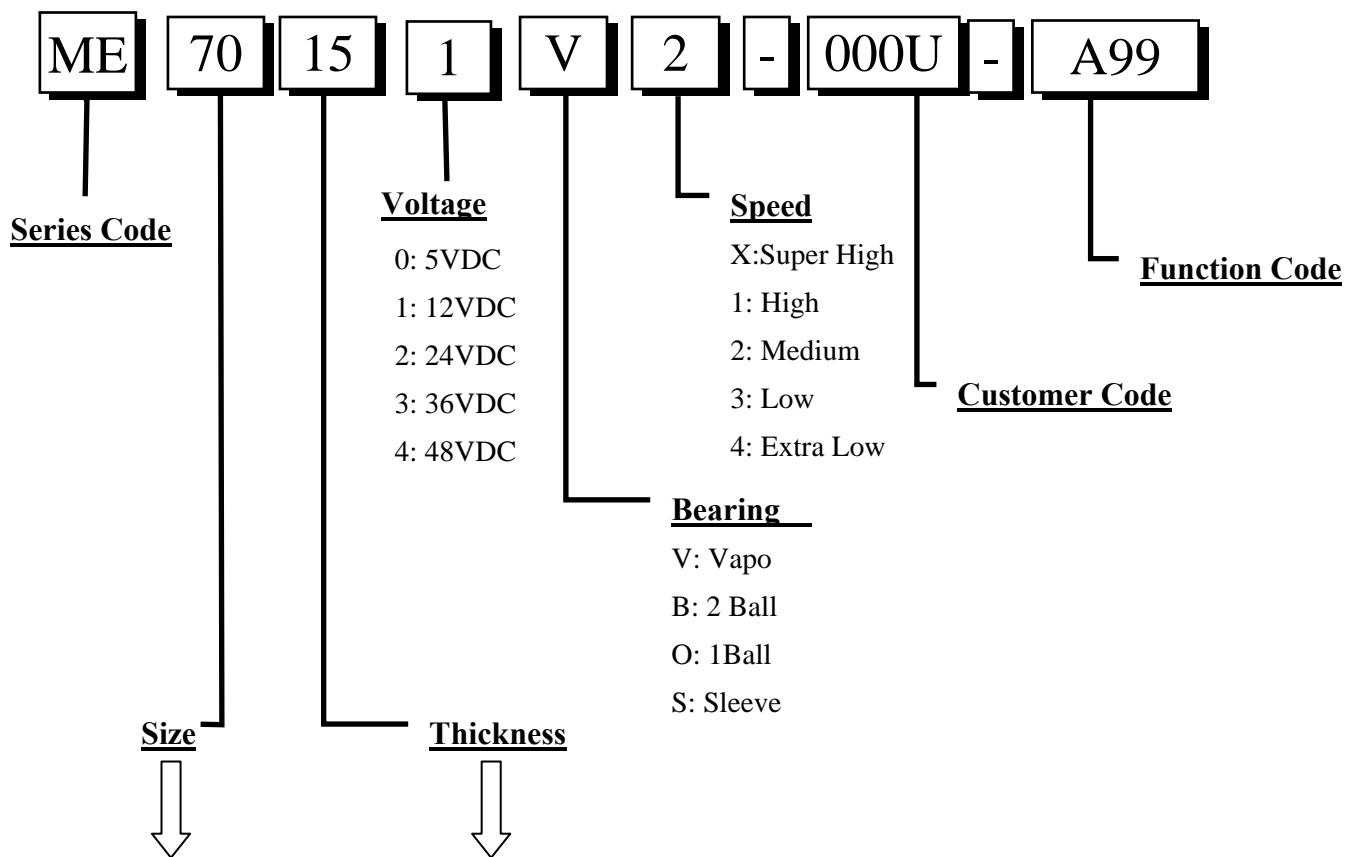 ME 70 15 1 V 2 - 000U - A99
Series Code
Voltage
0: 5VDC
1: 12VDC
2: 24VDC
3: 36VDC
4: 48VDC
Speed
X:Super High
1: High
2: Medium
3: Low
4: Extra Low
Function Code
Customer Code
Bearing
V: Vapo
B: 2 Ball
O: 1Ball
S: Sleeve
Size
Thickness